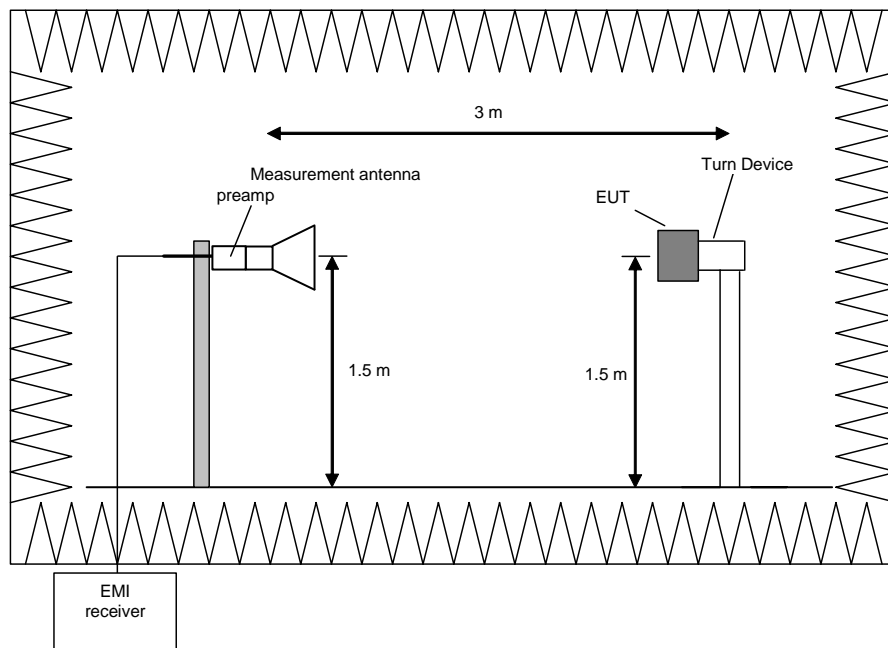 3 m
Measurement antenna
preamp
Turn Device
EUT
1.5 m
1.5 m
EMI
receiver